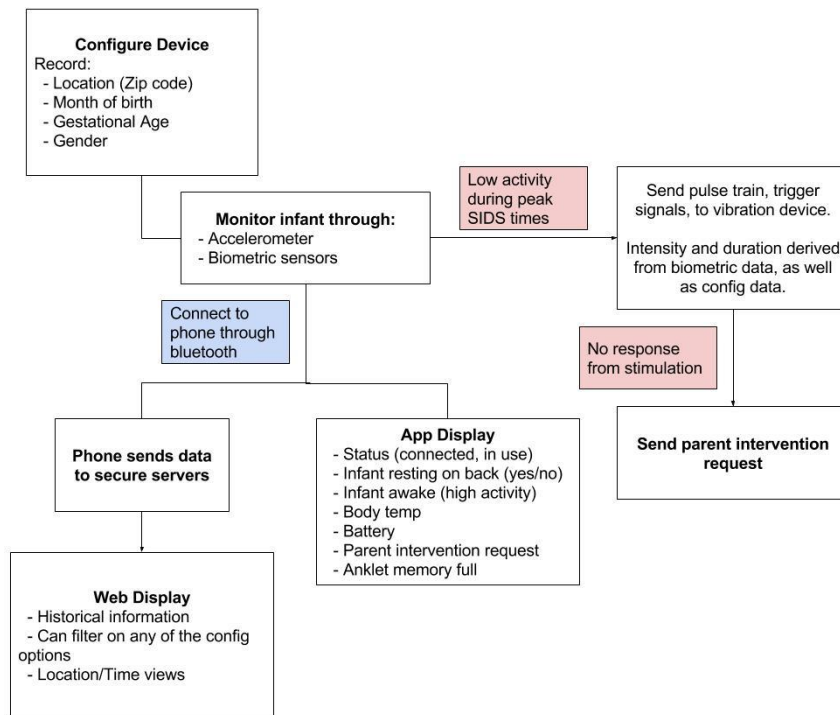 Configure Device
Record:
- Location (Zip code)
- Month of birth
- Gestational Age
- Gender
Low activity
during peak
SIDS times
Send pulse train, trigger
signals, to vibration device.
Intensity and duration derived
from biometric data, as well
as config data.
Monitor infant through:
- Accelerometer
- Biometric sensors
Connect to
phone through
bluetooth
No response
from stimulation
Send parent intervention
request
Phone sends data
to secure servers
App Display
- Status (connected, in use)
- Infant resting on back (yes/no)
- Infant awake (high activity)
- Body temp
- Battery
- Parent intervention request
- Anklet memory full
Web Display
- Historical information
- Can filter on any of the config
options
- Location/Time views